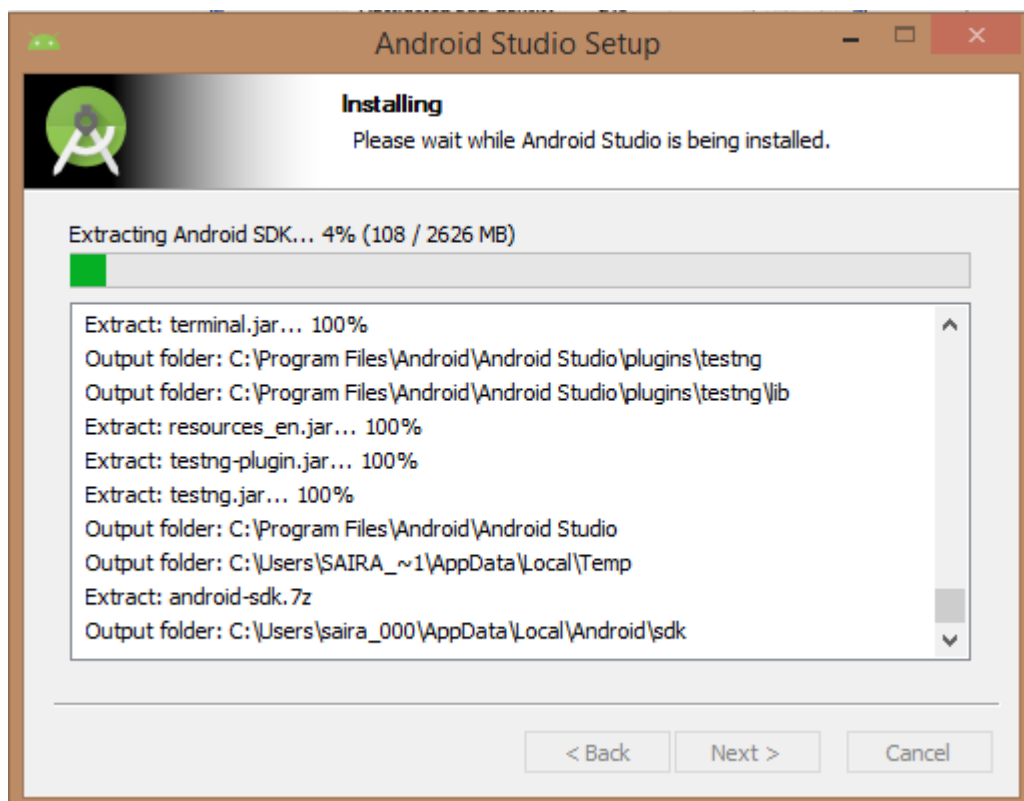 Android Studio Setup
Installing
Please wait while Android Studio is being installed.
Extracting Android SDK... 4% (108 / 2626 MB)
Extract: terminal.jar... 100%
Output folder: C:\Program Files\Android\Android Studio\plugins\testng
Output folder: C:\Program Files\Android\Android Studio\plugins\testng\lib
Extract: resources_en.jar... 100%
Extract: testng-plugin.jar... 100%
Extract: testng.jar... 100%
Output folder: C:\Program Files\Android\Android Studio
Output folder: C:\Users\SAIRA_~1\AppData\Local\Temp
Extract: android-sdk.7z
Output folder: C:\Users\saira_000\AppData\Local\Android\sdk
< Back
Next >
Cancel